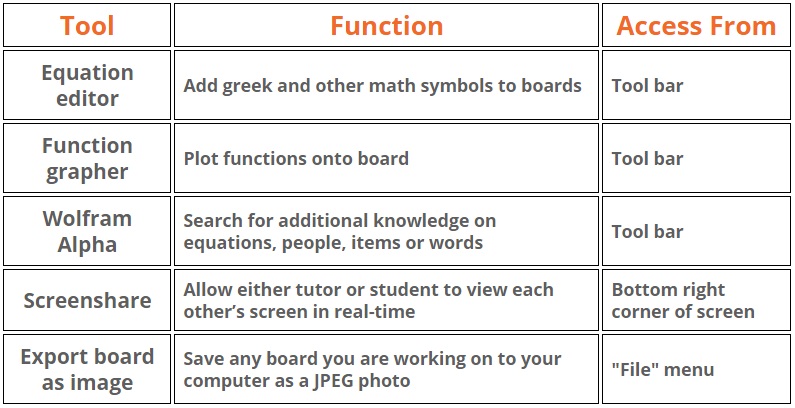 Tool Function Access From
Equation
editor
Add greek and other math symbols to boards
Tool bar
Function
grapher
Plot functions onto board
Tool bar
Wolfram
Alpha
Search for additional knowledge on
equations, people, items or words
Tool bar
Screenshare
Allow either tutor or student to view each
other’s screen in real-time
Bottom right
corner of screen
Export board
as image
Save any board you are working on to your
computer as a JPEG photo
"File" menu